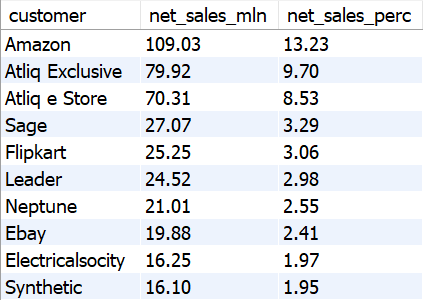 customer net_sales_mln net_sales_perc
Amazon 109.03 13.23
Atliq Exclusive 79.92 9.70
Atliq e Store 70.31 8.53
Sage 27.07 3.29
Flipkart 25.25 3.06
Leader 24.52 2.98
Neptune 21.01 2.55
Ebay 19.88 2.41
Electricalsocity 16.25 1.97
Synthetic 16.10 1.95